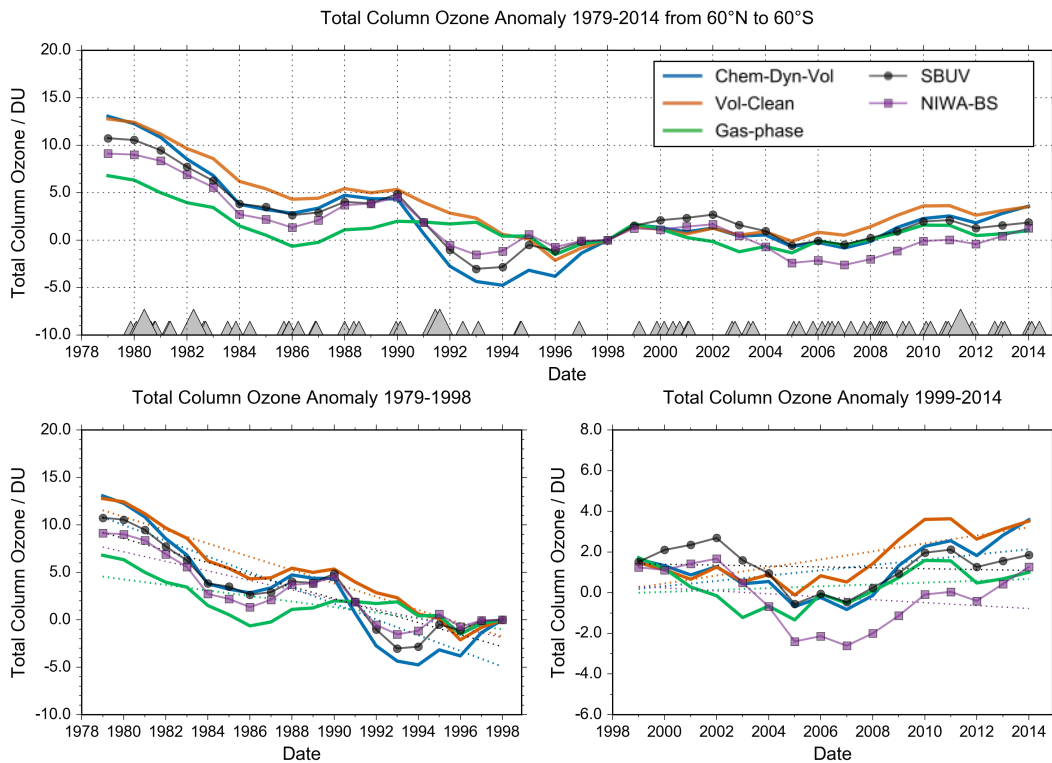 Total Column Ozone Anomaly 1979-2014 from 60°N to 60°S
Total Column Ozone / DU
20.0
15.0
10.0
5.0
0.0
-5.0
-10.0
Chem-Dyn-Vol
Vol-Clean
Gas-phase
SBUV
NIWA-BS
1978 1980 1982 1984 1986 1988 1990 1992 1994 1996 1998 2000 2002 2004 2006 2008 2010 2012 2014
Date
Total Column Ozone Anomaly 1979-1998
Total Column Ozone / DU
20.0
15.0
10.0
5.0
0.0
-5.0
-10.0
1978 1980 1982 1984 1986 1988 1990 1992 1994 1996 1998
Date
Total Column Ozone Anomaly 1999-2014
Total Column Ozone / DU
8.0
6.0
4.0
2.0
0.0
-2.0
-4.0
-6.0
1998 2000 2002 2004 2006 2008 2010 2012 2014
Date